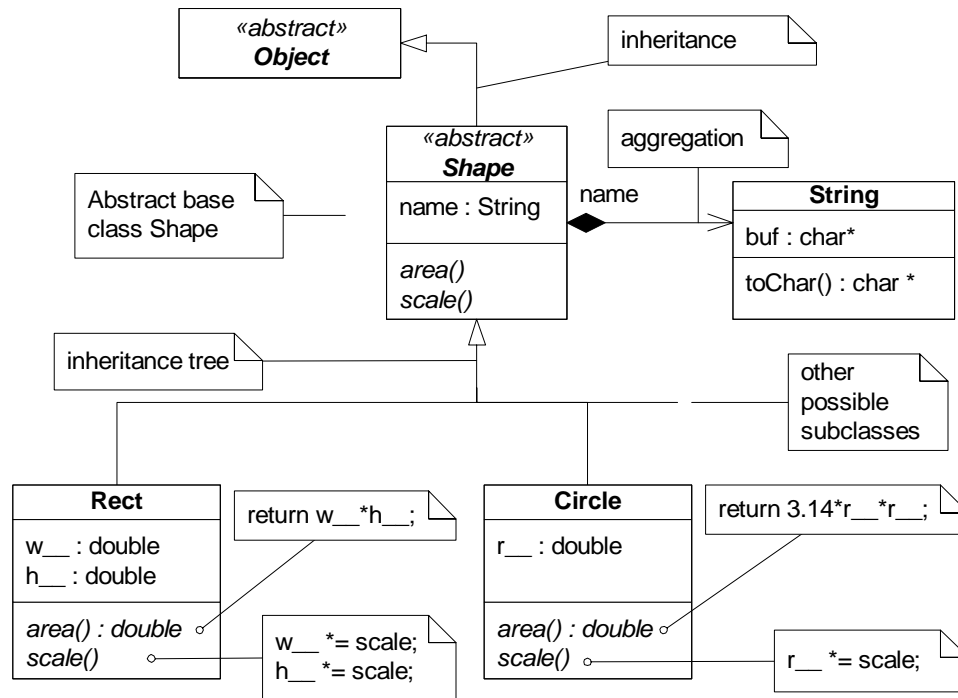 «abstract»
Object
inheritance
«abstract»
Shape
name : String
area()
scale()
aggregation
name
Abstract base
class Shape
String
buf : char*
toChar() : char *
inheritance tree
other
possible
subclasses
Rect
w__ : double
h__ : double
area() : double
scale()
return w__*h__;
w__ *= scale;
h__ *= scale;
Circle
r__ : double
area() : double
scale()
return 3.14*r__*r__;
r__ *= scale;